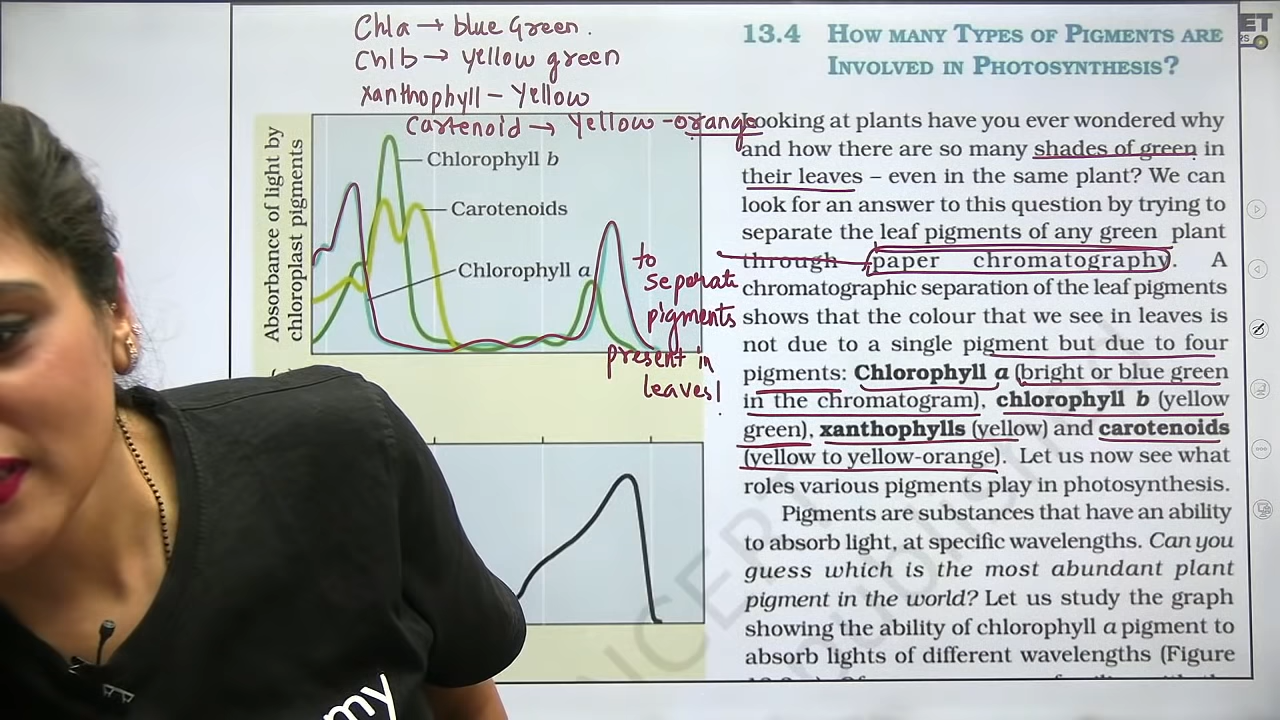 Chla → blue Green.
Chlb → yellow green
Xanthophyll – Yellow
Cartenoid → Yellow -orange
Absorbance of light by
chloroplast pigments
Chlorophyll b
Carotenoids
Chlorophyll a
to
seperate
pigments
present in
leaves!
13.4 HOW MANY TYPES OF PIGMENTS ARE
INVOLVED IN PHOTOSYNTHESIS?
ooking at plants have you ever wondered why
and how there are so many shades of green in
their leaves – even in the same plant? We can
look for an answer to this question by trying to
separate the leaf pigments of any green plant
through paper chromatography. A
chromatographic separation of the leaf pigments
shows that the colour that we see in leaves is
not due to a single pigment but due to four
pigments: Chlorophyll a (bright or blue green
in the chromatogram), chlorophyll b (yellow
green), xanthophylls (yellow) and carotenoids
(yellow to yellow-orange). Let us now see what
roles various pigments play in photosynthesis.
Pigments are substances that have an ability
to absorb light, at specific wavelengths. Can you
guess which is the most abundant plant
pigment in the world? Let us study the graph
showing the ability of chlorophyll a pigment to
absorb lights of different wavelengths (Figure
ET
my